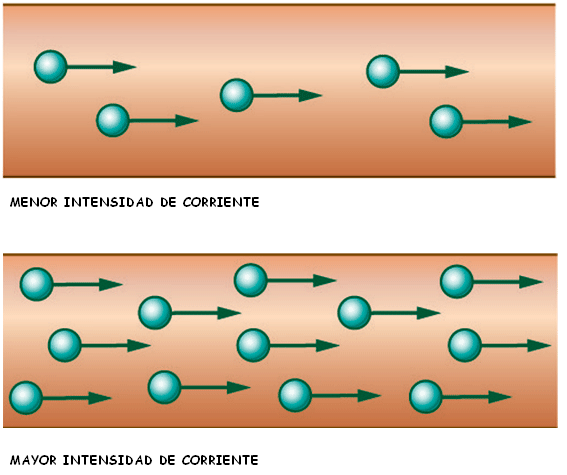 MENOR INTENSIDAD DE CORRIENTE
MAYOR INTENSIDAD DE CORRIENTE